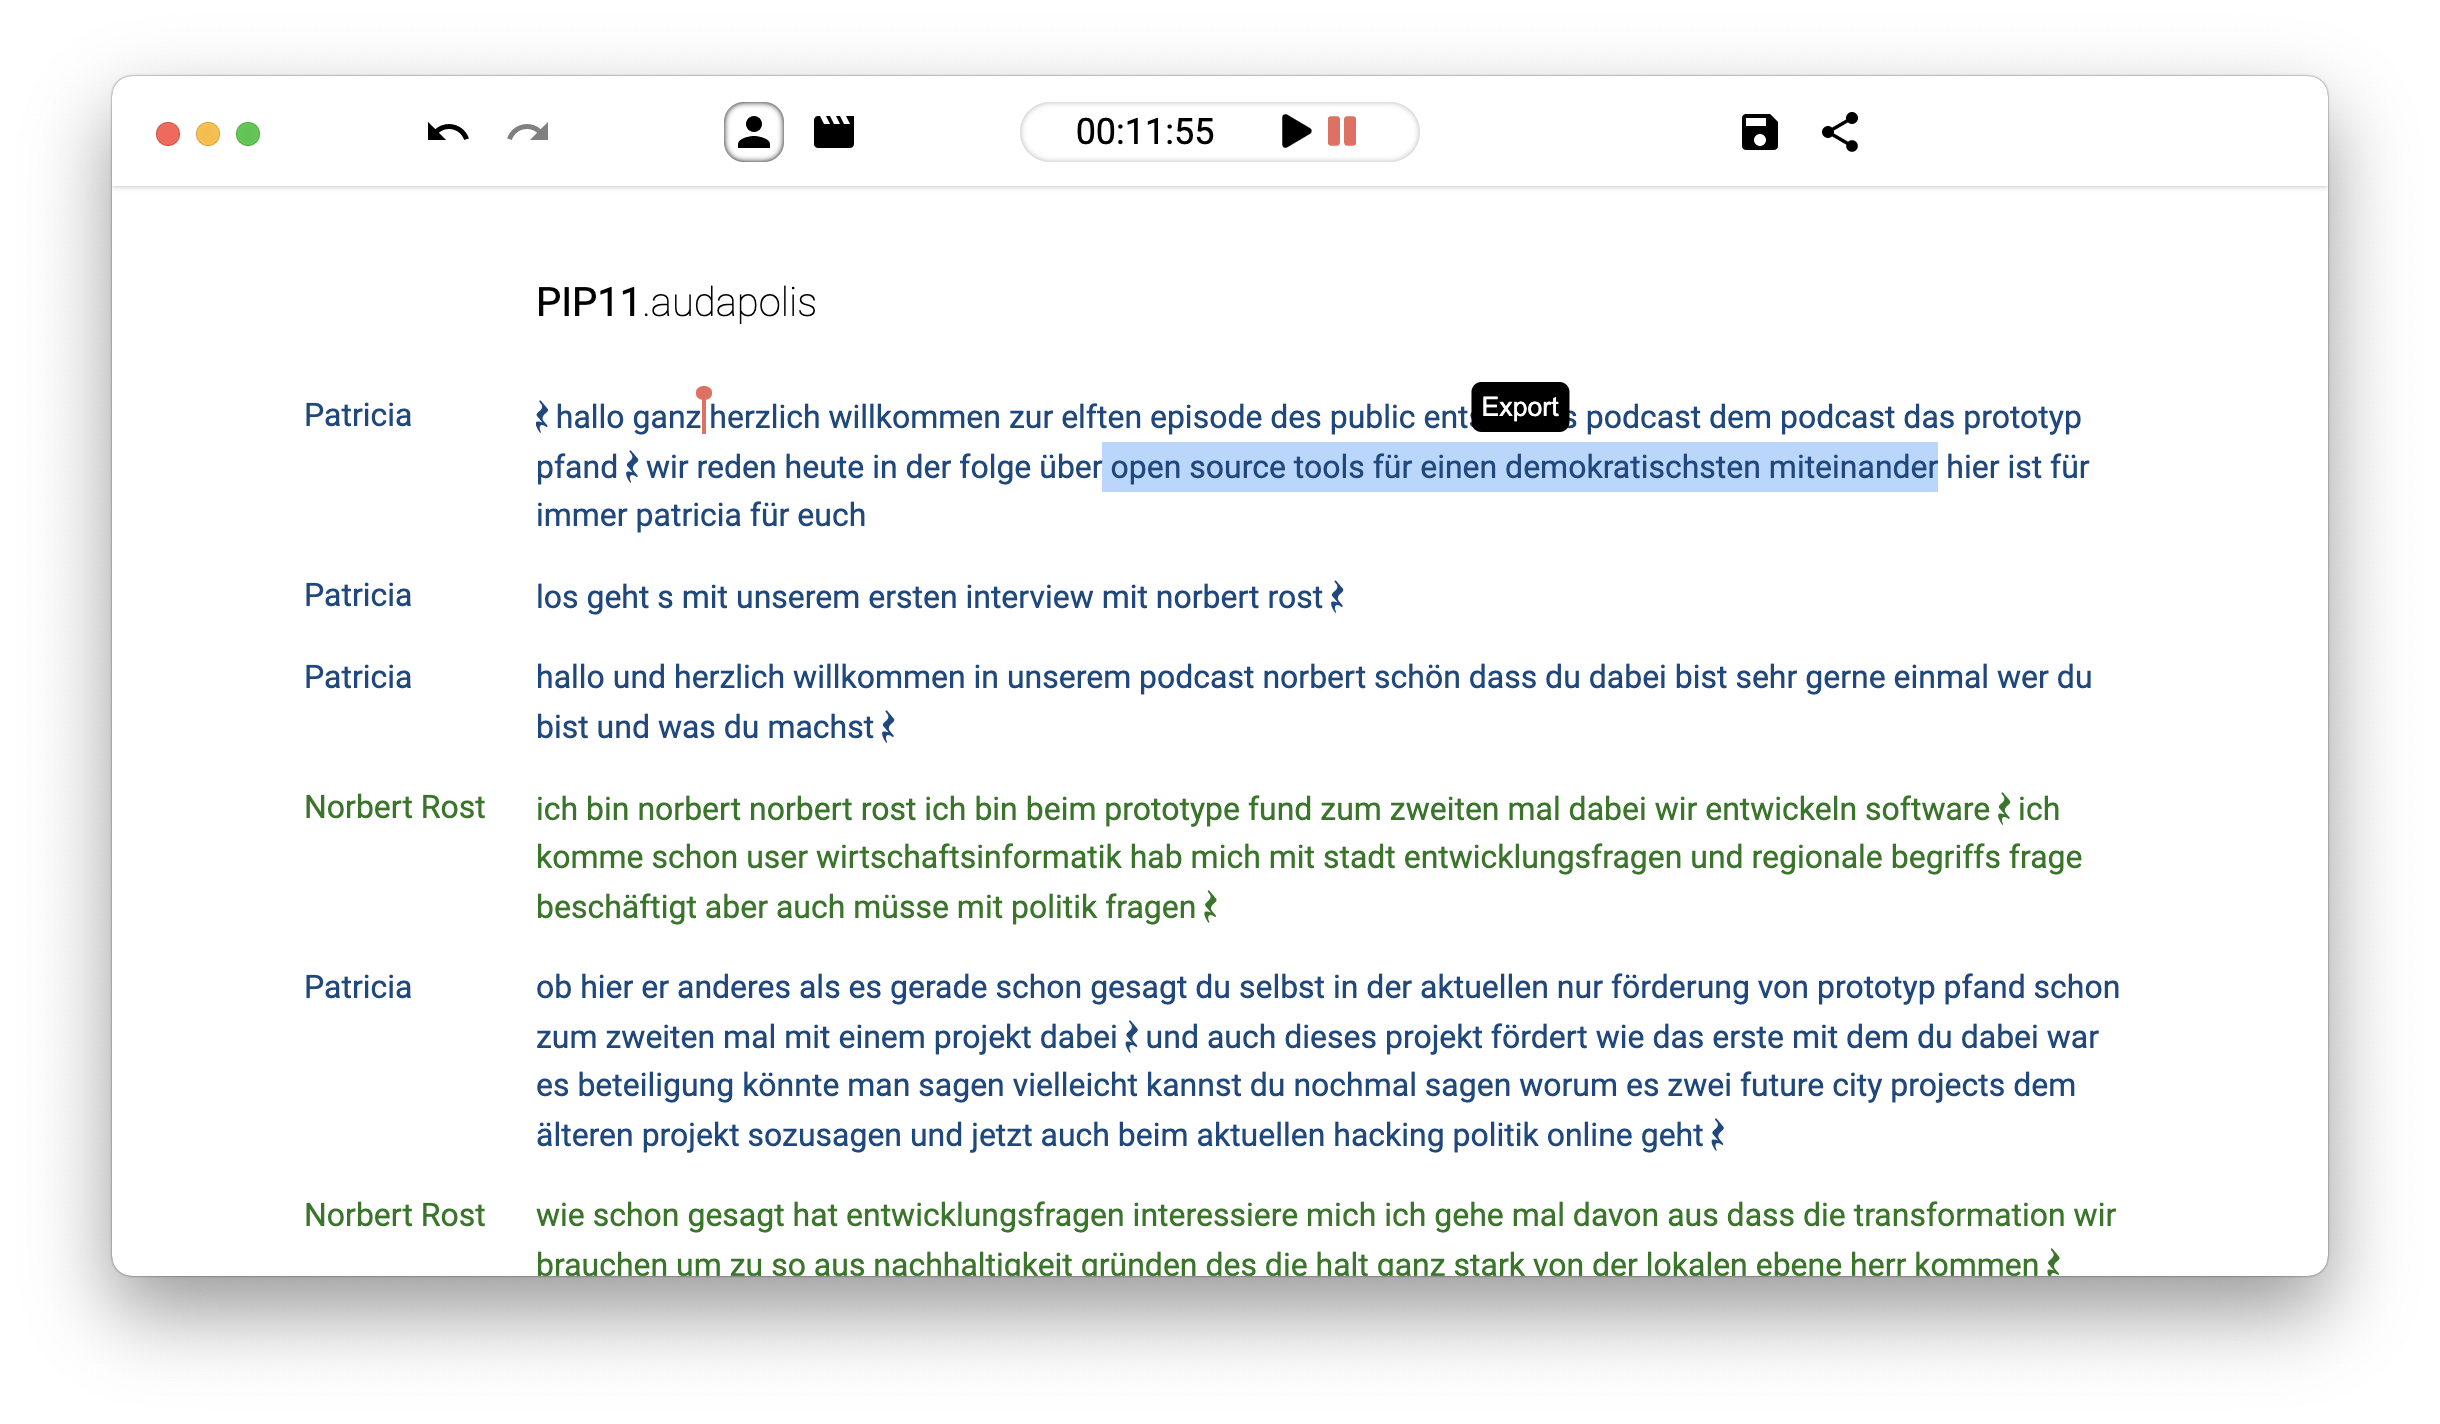 00:11:55
PIP11.audapolis
Patricia
hallo ganz herzlich willkommen zur elften episode des public podcast dem podcast das prototyp
Export
pfand wir reden heute in der folge über open source tools für einen demokratischsten miteinander hier ist für
immer patricia für euch
Patricia
los geht s mit unserem ersten interview mit norbert rost
Patricia
hallo und herzlich willkommen in unserem podcast norbert schön dass du dabei bist sehr gerne einmal wer du
bist und was du machst
Norbert Rost
ich bin norbert norbert rost ich bin beim prototype fund zum zweiten mal dabei wir entwickeln software ich
komme schon user wirtschaftsinformatik hab mich mit stadt entwicklungsfragen und regionale begriffs frage
beschäftigt aber auch müsse mit politik fragen
Patricia
ob hier er anderes als es gerade schon gesagt du selbst in der aktuellen nur förderung von prototyp pfand schon
zum zweiten mal mit einem projekt dabei und auch dieses projekt fördert wie das erste mit dem du dabei war
es beteiligung könnte man sagen vielleicht kannst du nochmal sagen worum es zwei future city projects dem
älteren projekt sozusagen und jetzt auch beim aktuellen hacking politik online geht
Norbert Rost
wie schon gesagt hat entwicklungsfragen interessiere mich ich gehe mal davon aus dass die transformation wir
brauchen um zu so aus nachhaltigkeit gründen des die halt ganz stark von der lokalen ebene herr kommen